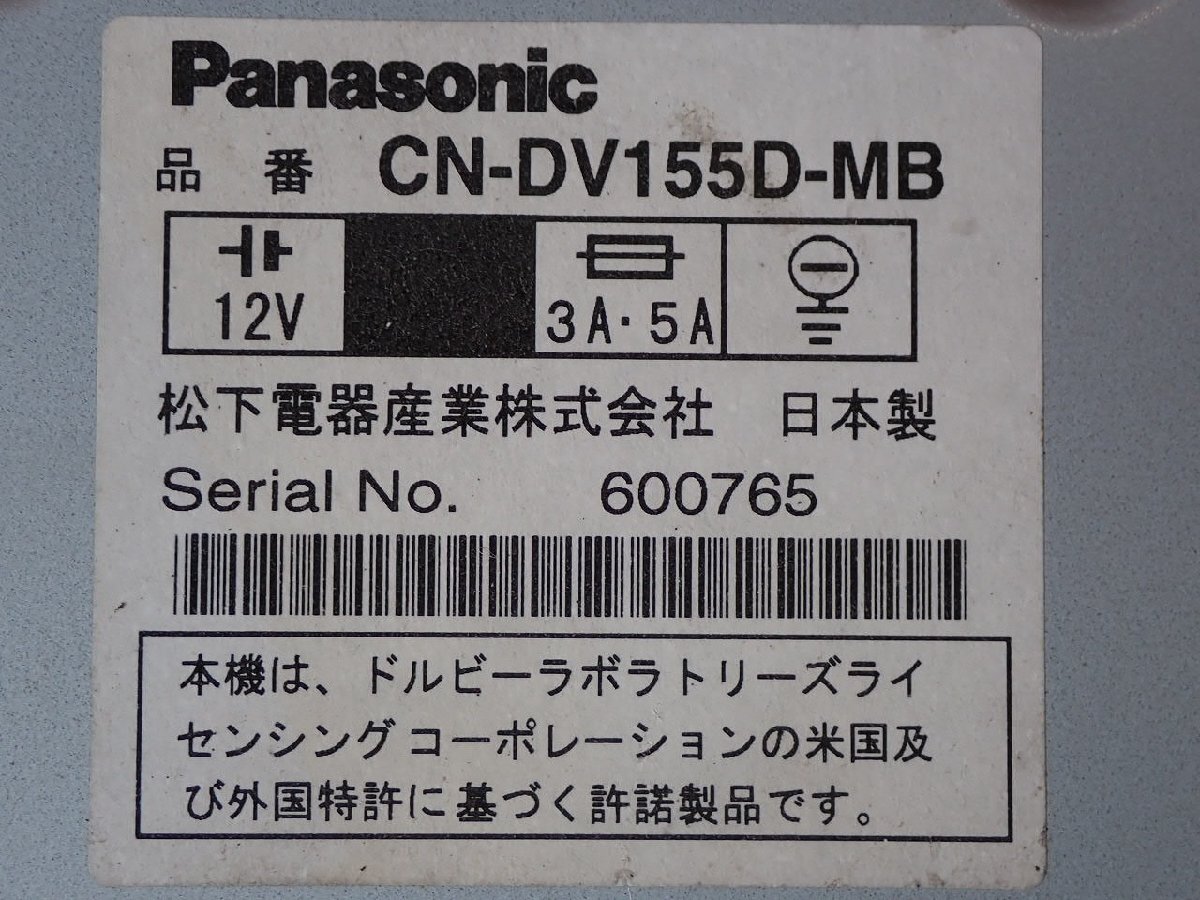 Panasonic
品番 CN-DV155D-MB
12V 3A・5A
松下電器産業株式会社 日本製
Serial No. 600765
本機は、ドルビーラボラトリーズライ
センシングコーポレーションの米国及
び外国特許に基づく許諾製品です。